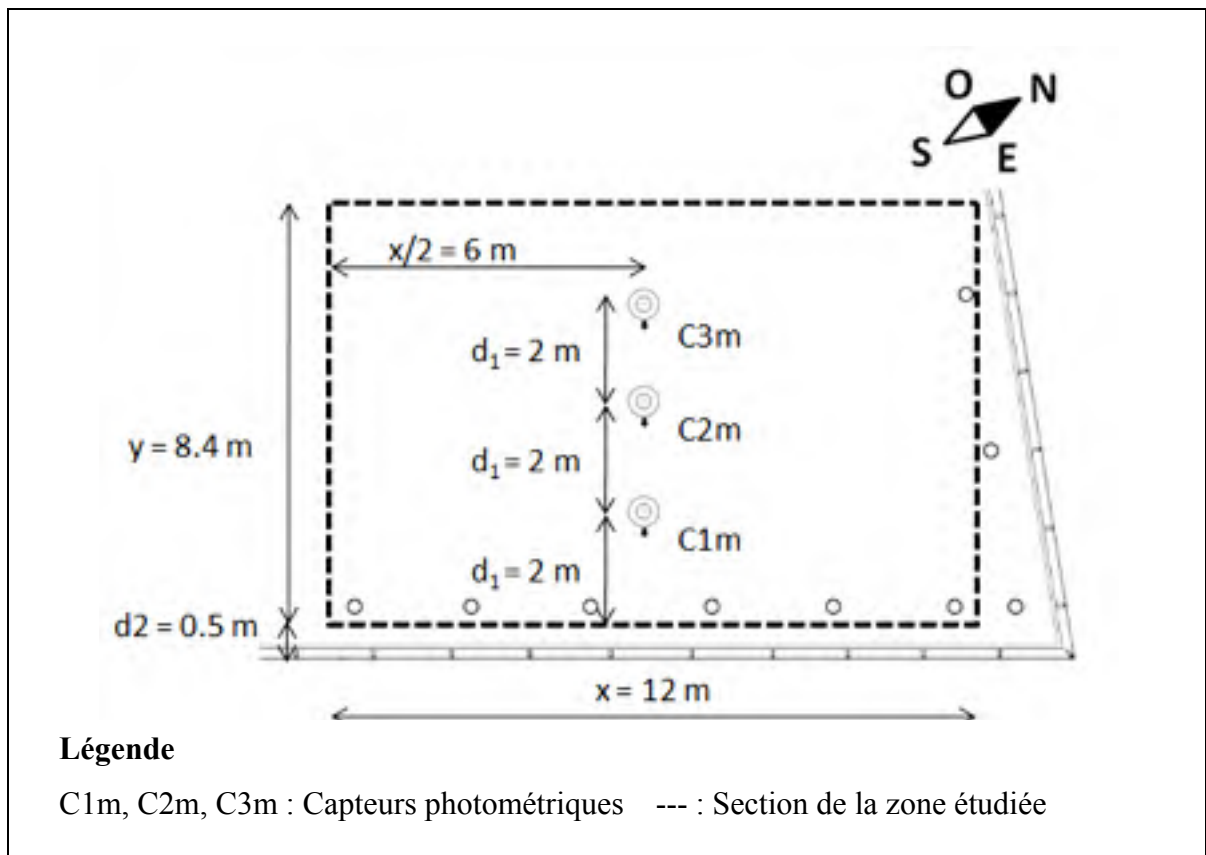 O
N
S
E
x/2 = 6 m
C3m
d₁ = 2 m
C2m
y = 8.4 m
d₁ = 2 m
C1m
d₁ = 2 m
d2 = 0.5 m
x = 12 m
Légende
C1m, C2m, C3m : Capteurs photométriques --- : Section de la zone étudiée